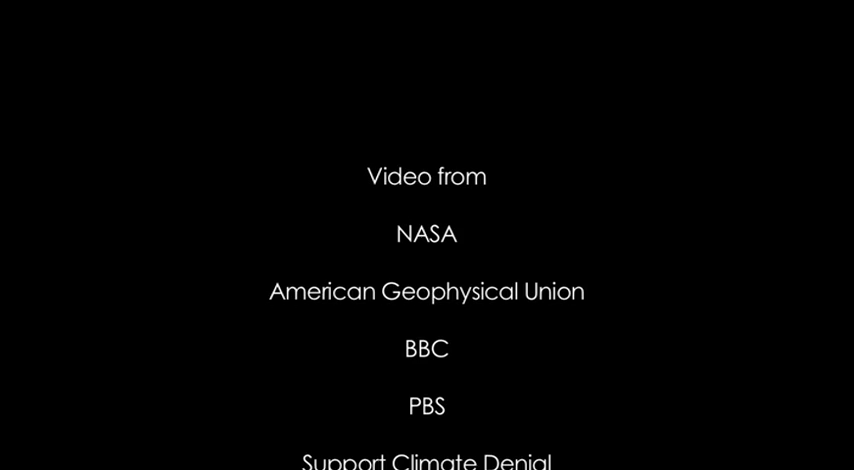 Video from
NASA
American Geophysical Union
BBC
PBS
Support Climate Denial